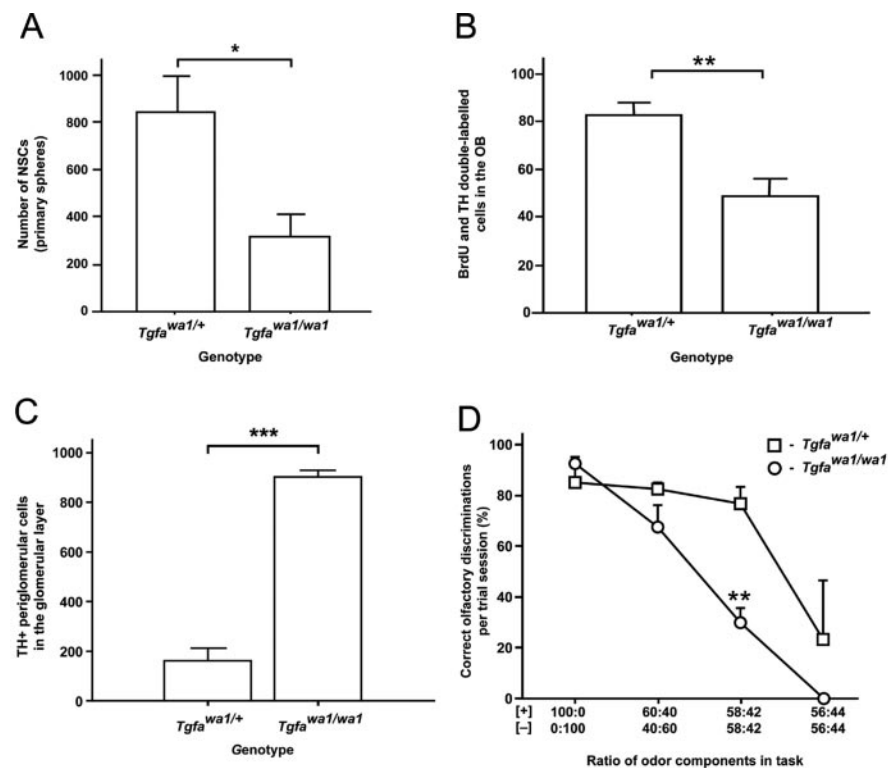 A
*
Number of NSCs
(primary spheres)
1000
800
600
400
200
0
Tgfa^wa1/+
Tgfa^wa1/wa1
Genotype
B
**
BrdU and TH double-labelled
cells in the OB
100
80
60
40
20
0
Tgfa^wa1/+
Tgfa^wa1/wa1
Genotype
C
***
TH+ periglomerular cells
in the glomerular layer
1000
800
600
400
200
0
Tgfa^wa1/+
Tgfa^wa1/wa1
Genotype
D
- Tgfa^wa1/+
- Tgfa^wa1/wa1
Correct olfactory discriminations
per trial session (%)
100
80
60
40
20
0
**
[+] 100:0 60:40 58:42 56:44
[–] 0:100 40:60 58:42 56:44
Ratio of odor components in task